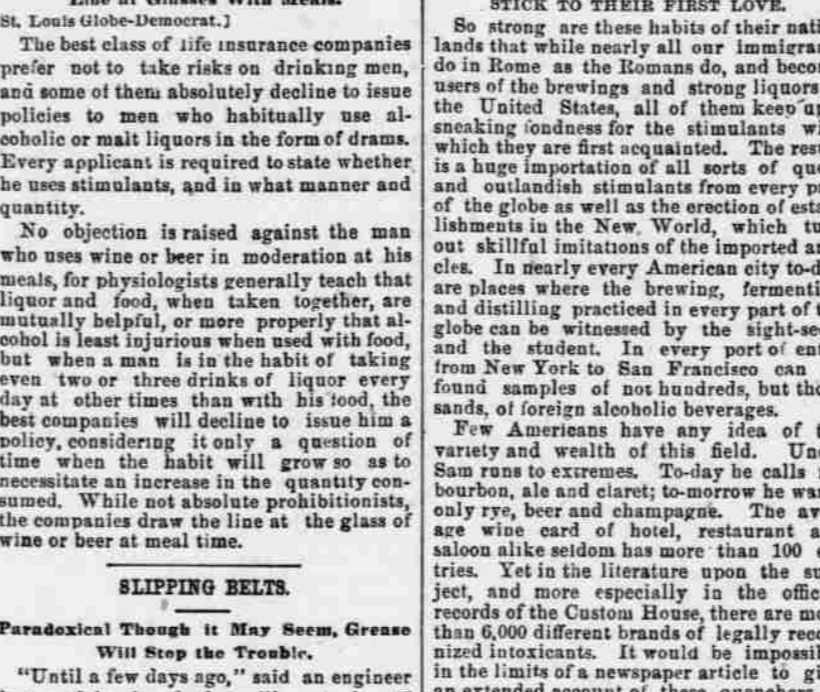 Line at Glasses With Meals.
St. Louis Globe-Democrat.]
The best class of life insurance companies
prefer not to take risks on drinking men,
and some of them absolutely decline to issue
policies to men who habitually use al-
coholic or malt liquors in the form of drams.
Every applicant is required to state whether
he uses stimulants, and in what manner and
quantity.
No objection is raised against the man
who uses wine or beer in moderation at his
meals, for physiologists generally teach that
liquor and food, when taken together, are
mutually helpful, or more properly that al-
cohol is least injurious when used with food,
but when a man is in the habit of taking
even two or three drinks of liquor every
day at other times than with his food, the
best companies will decline to issue him a
policy, considering it only a question of
time when the habit will grow so as to
necessitate an increase in the quantity con-
sumed. While not absolute prohibitionists,
the companies draw the line at the glass of
wine or beer at meal time.
SLIPPING BELTS.
Paradoxical Though it May Seem, Grease
Will Stop the Trouble.
"Until a few days ago," said an engineer
STICK TO THEIR FIRST LOVE.
So strong are these habits of their nati
lands that while nearly all our immigra
do in Rome as the Romans do, and becom
users of the brewings and strong liquors
the United States, all of them keep up
sneaking fondness for the stimulants wi
which they are first acquainted. The res
is a huge importation of all sorts of que
and outlandish stimulants from every p
of the globe as well as the erection of esta
lishments in the New World, which tu
out skillful imitations of the imported a
cles. In nearly every American city to-d
are places where the brewing, fermenti
and distilling practiced in every part of t
globe can be witnessed by the sight-se
and the student. In every port of ent
from New York to San Francisco can
found samples of not hundreds, but tho
sands, of foreign alcoholic beverages.
Few Americans have any idea of t
variety and wealth of this field. Unc
Sam runs to extremes. To-day he calls
bourbon, ale and claret; to-morrow he wa
only rye, beer and champagne. The av
age wine card of hotel, restaurant a
saloon alike seldom has more than 100 e
tries. Yet in the literature upon the su
ject, and more especially in the offic
records of the Custom House, there are mo
than 6,000 different brands of legally reco
nized intoxicants. It would be impossib
in the limits of a newspaper article to gi
an extended account of these